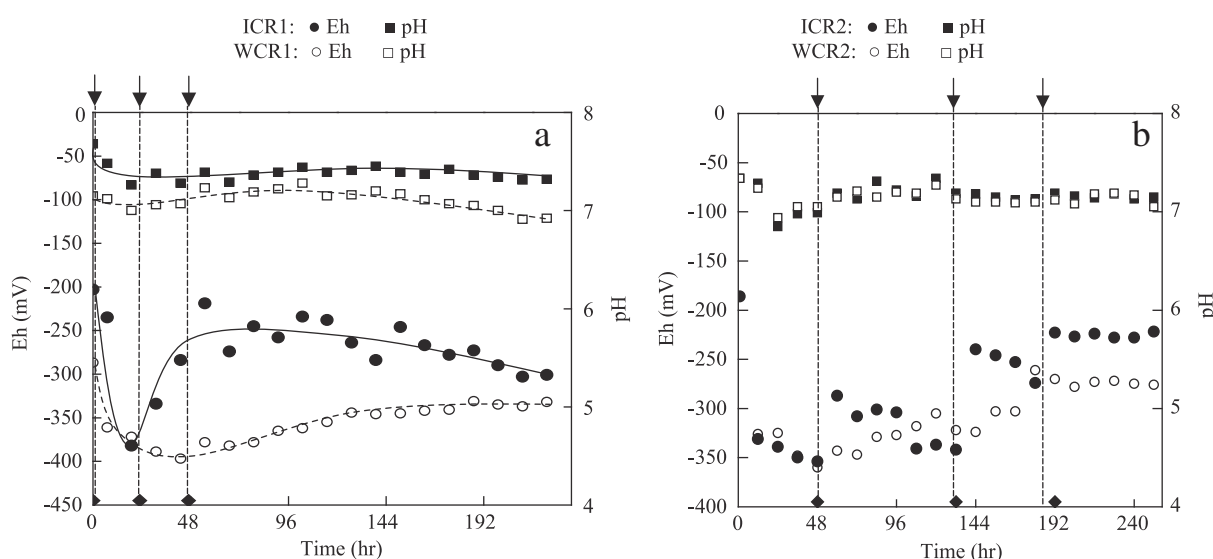 ICR1: ● Eh ■ pH
WCR1: ○ Eh □ pH
ICR2: ● Eh ■ pH
WCR2: ○ Eh □ pH
a
0
-50
-100
-150
-200
-250
-300
-350
-400
-450
Eh (mV)
8
7
6
5
4
pH
0 48 96 144 192
Time (hr)
b
0
-50
-100
-150
-200
-250
-300
-350
-400
Eh (mV)
8
7
6
5
4
pH
0 48 96 144 192 240
Time (hr)